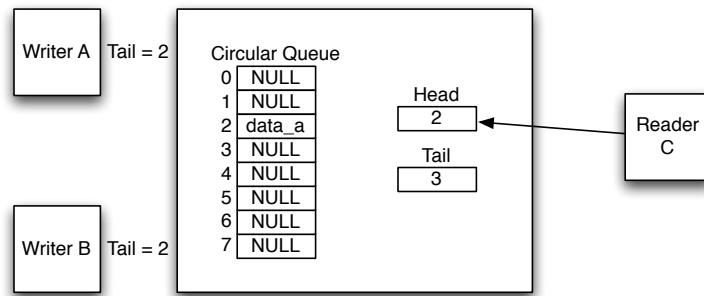 Writer A
Tail = 2
Circular Queue
0 NULL
1 NULL
2 data_a
3 NULL
4 NULL
5 NULL
6 NULL
7 NULL
Head
2
Tail
3
Reader
C
Writer B
Tail = 2